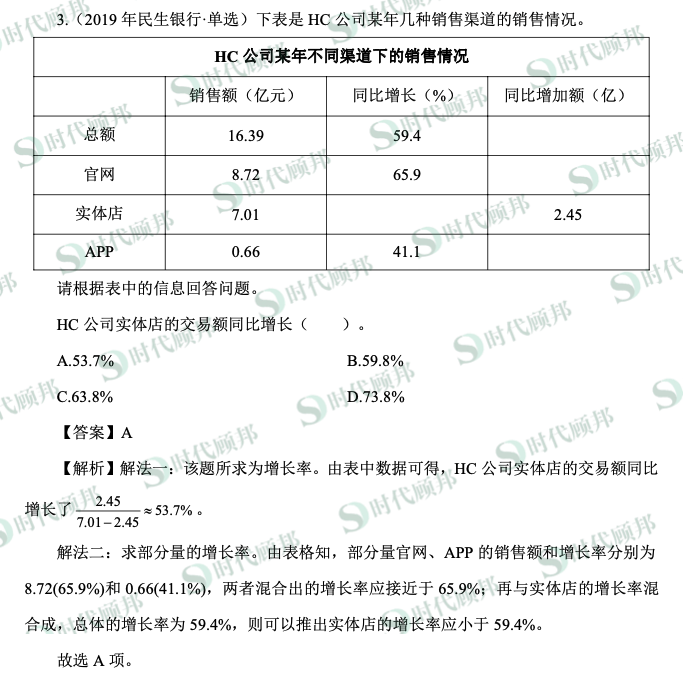 3.（2019 年民生银行·单选）下表是 HC 公司某年几种销售渠道的销售情况。
HC 公司某年不同渠道下的销售情况
销售额（亿元） 同比增长（%） 同比增加额（亿）
总额 16.39 59.4
官网 8.72 65.9
实体店 7.01 2.45
APP 0.66 41.1
请根据表中的信息回答问题。
HC 公司实体店的交易额同比增长（　　）。
A.53.7% B.59.8%
C.63.8% D.73.8%
【答案】A
【解析】解法一：该题所求为增长率。由表中数据可得，HC 公司实体店的交易额同比
增长了 2.45/(7.01−2.45) ≈ 53.7% 。
解法二：求部分量的增长率。由表格知，部分量官网、APP 的销售额和增长率分别为
8.72(65.9%)和 0.66(41.1%)，两者混合出的增长率应接近于 65.9%；再与实体店的增长率混
合成，总体的增长率为 59.4%，则可以推出实体店的增长率应小于 59.4%。
故选 A 项。
时代顾邦